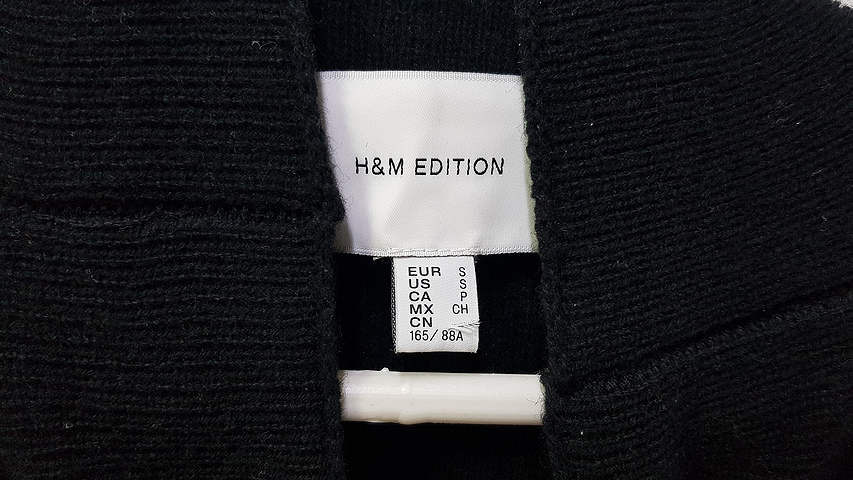 H&M EDITION
EUR S
US S
CA P
MX CH
CN
165/88A